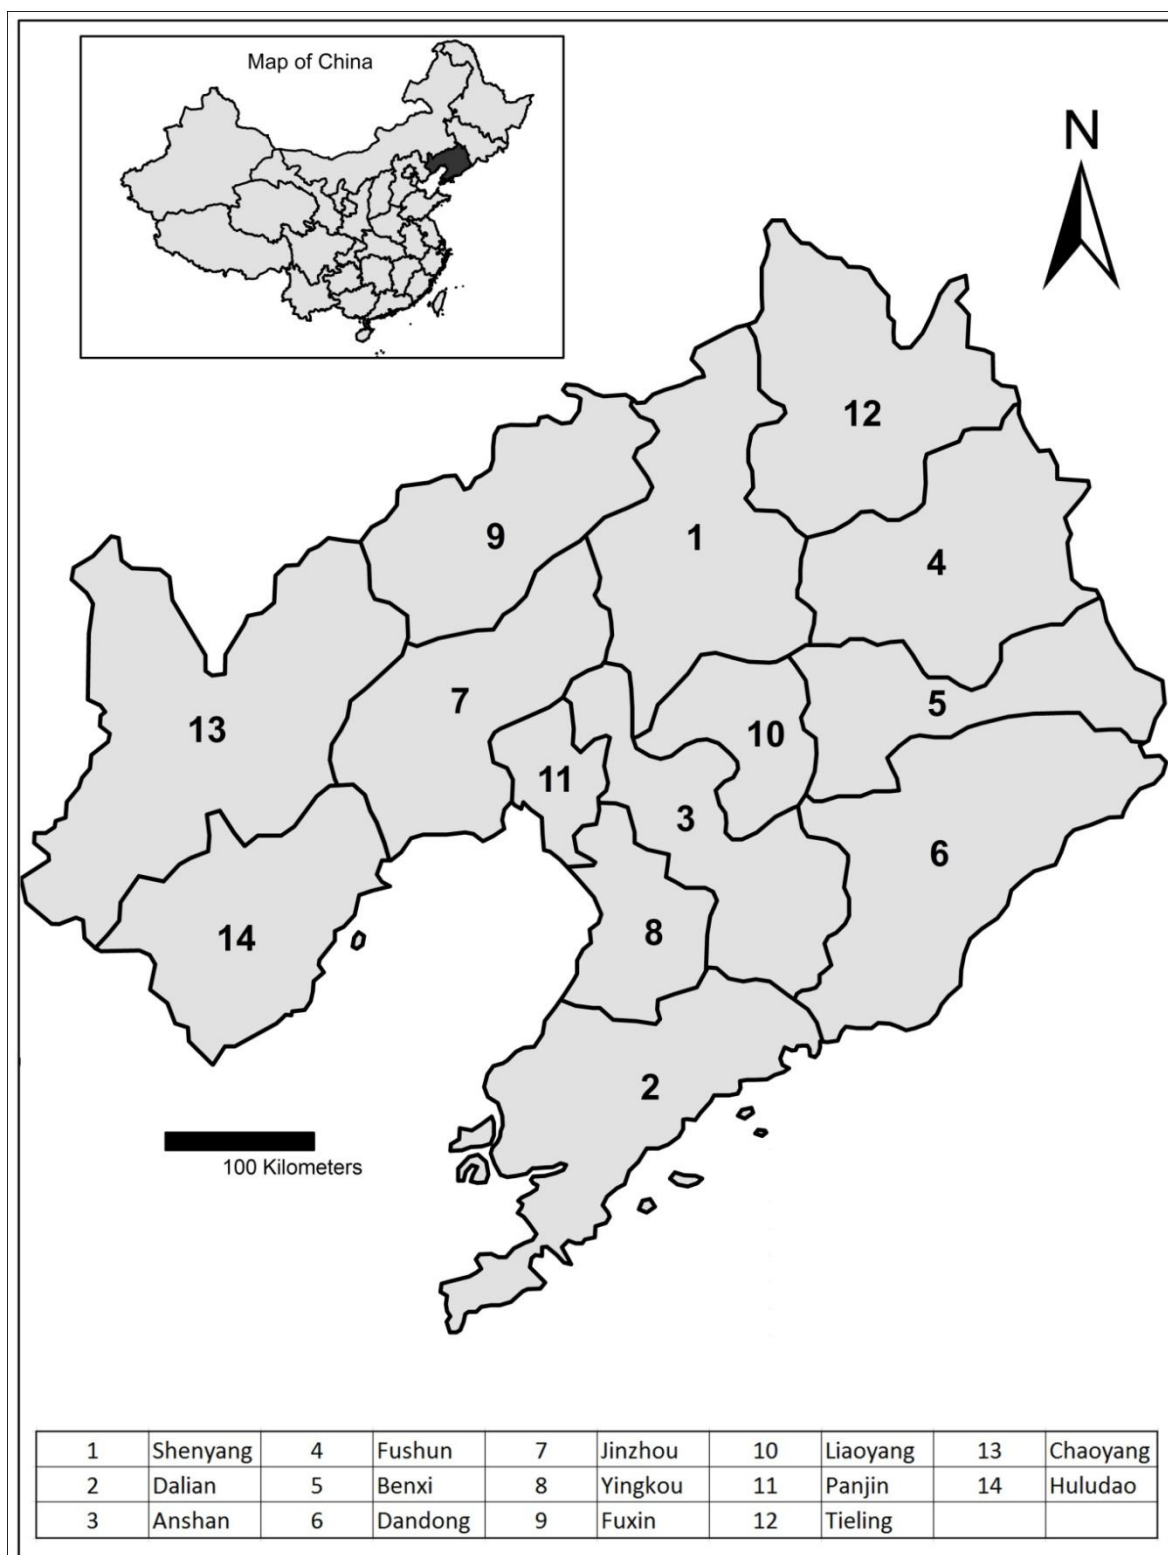 Map of China
N
12
9
1
4
13
7
5
10
11
3
6
14
8
2
100 Kilometers
1 Shenyang 4 Fushun 7 Jinzhou 10 Liaoyang 13 Chaoyang
2 Dalian 5 Benxi 8 Yingkou 11 Panjin 14 Huludao
3 Anshan 6 Dandong 9 Fuxin 12 Tieling